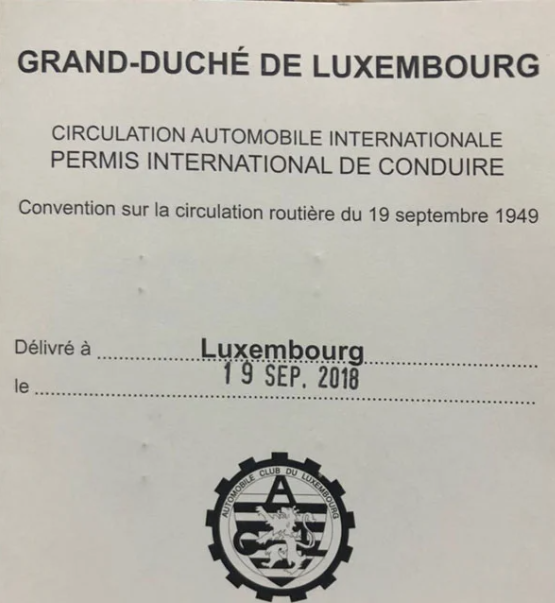 GRAND-DUCHÉ DE LUXEMBOURG
CIRCULATION AUTOMOBILE INTERNATIONALE
PERMIS INTERNATIONAL DE CONDUIRE
Convention sur la circulation routière du 19 septembre 1949
Délivré à Luxembourg
le 19 SEP. 2018
AUTOMOBILE CLUB DU LUXEMBOURG
A
C L